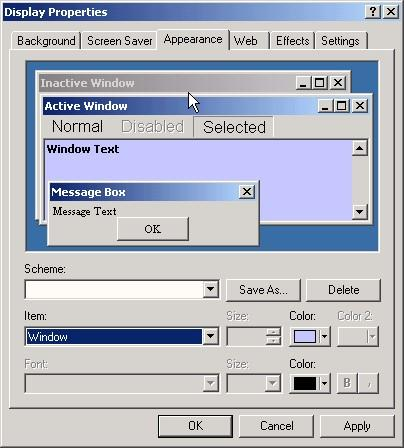 Display Properties
Background Screen Saver Appearance Web Effects Settings
Inactive Window
Active Window
Normal Disabled Selected
Window Text
Message Box
Message Text
OK
Scheme:
Save As... Delete
Item: Size: Color: Color 2:
Window
Font: Size: Color:
B /
OK Cancel Apply